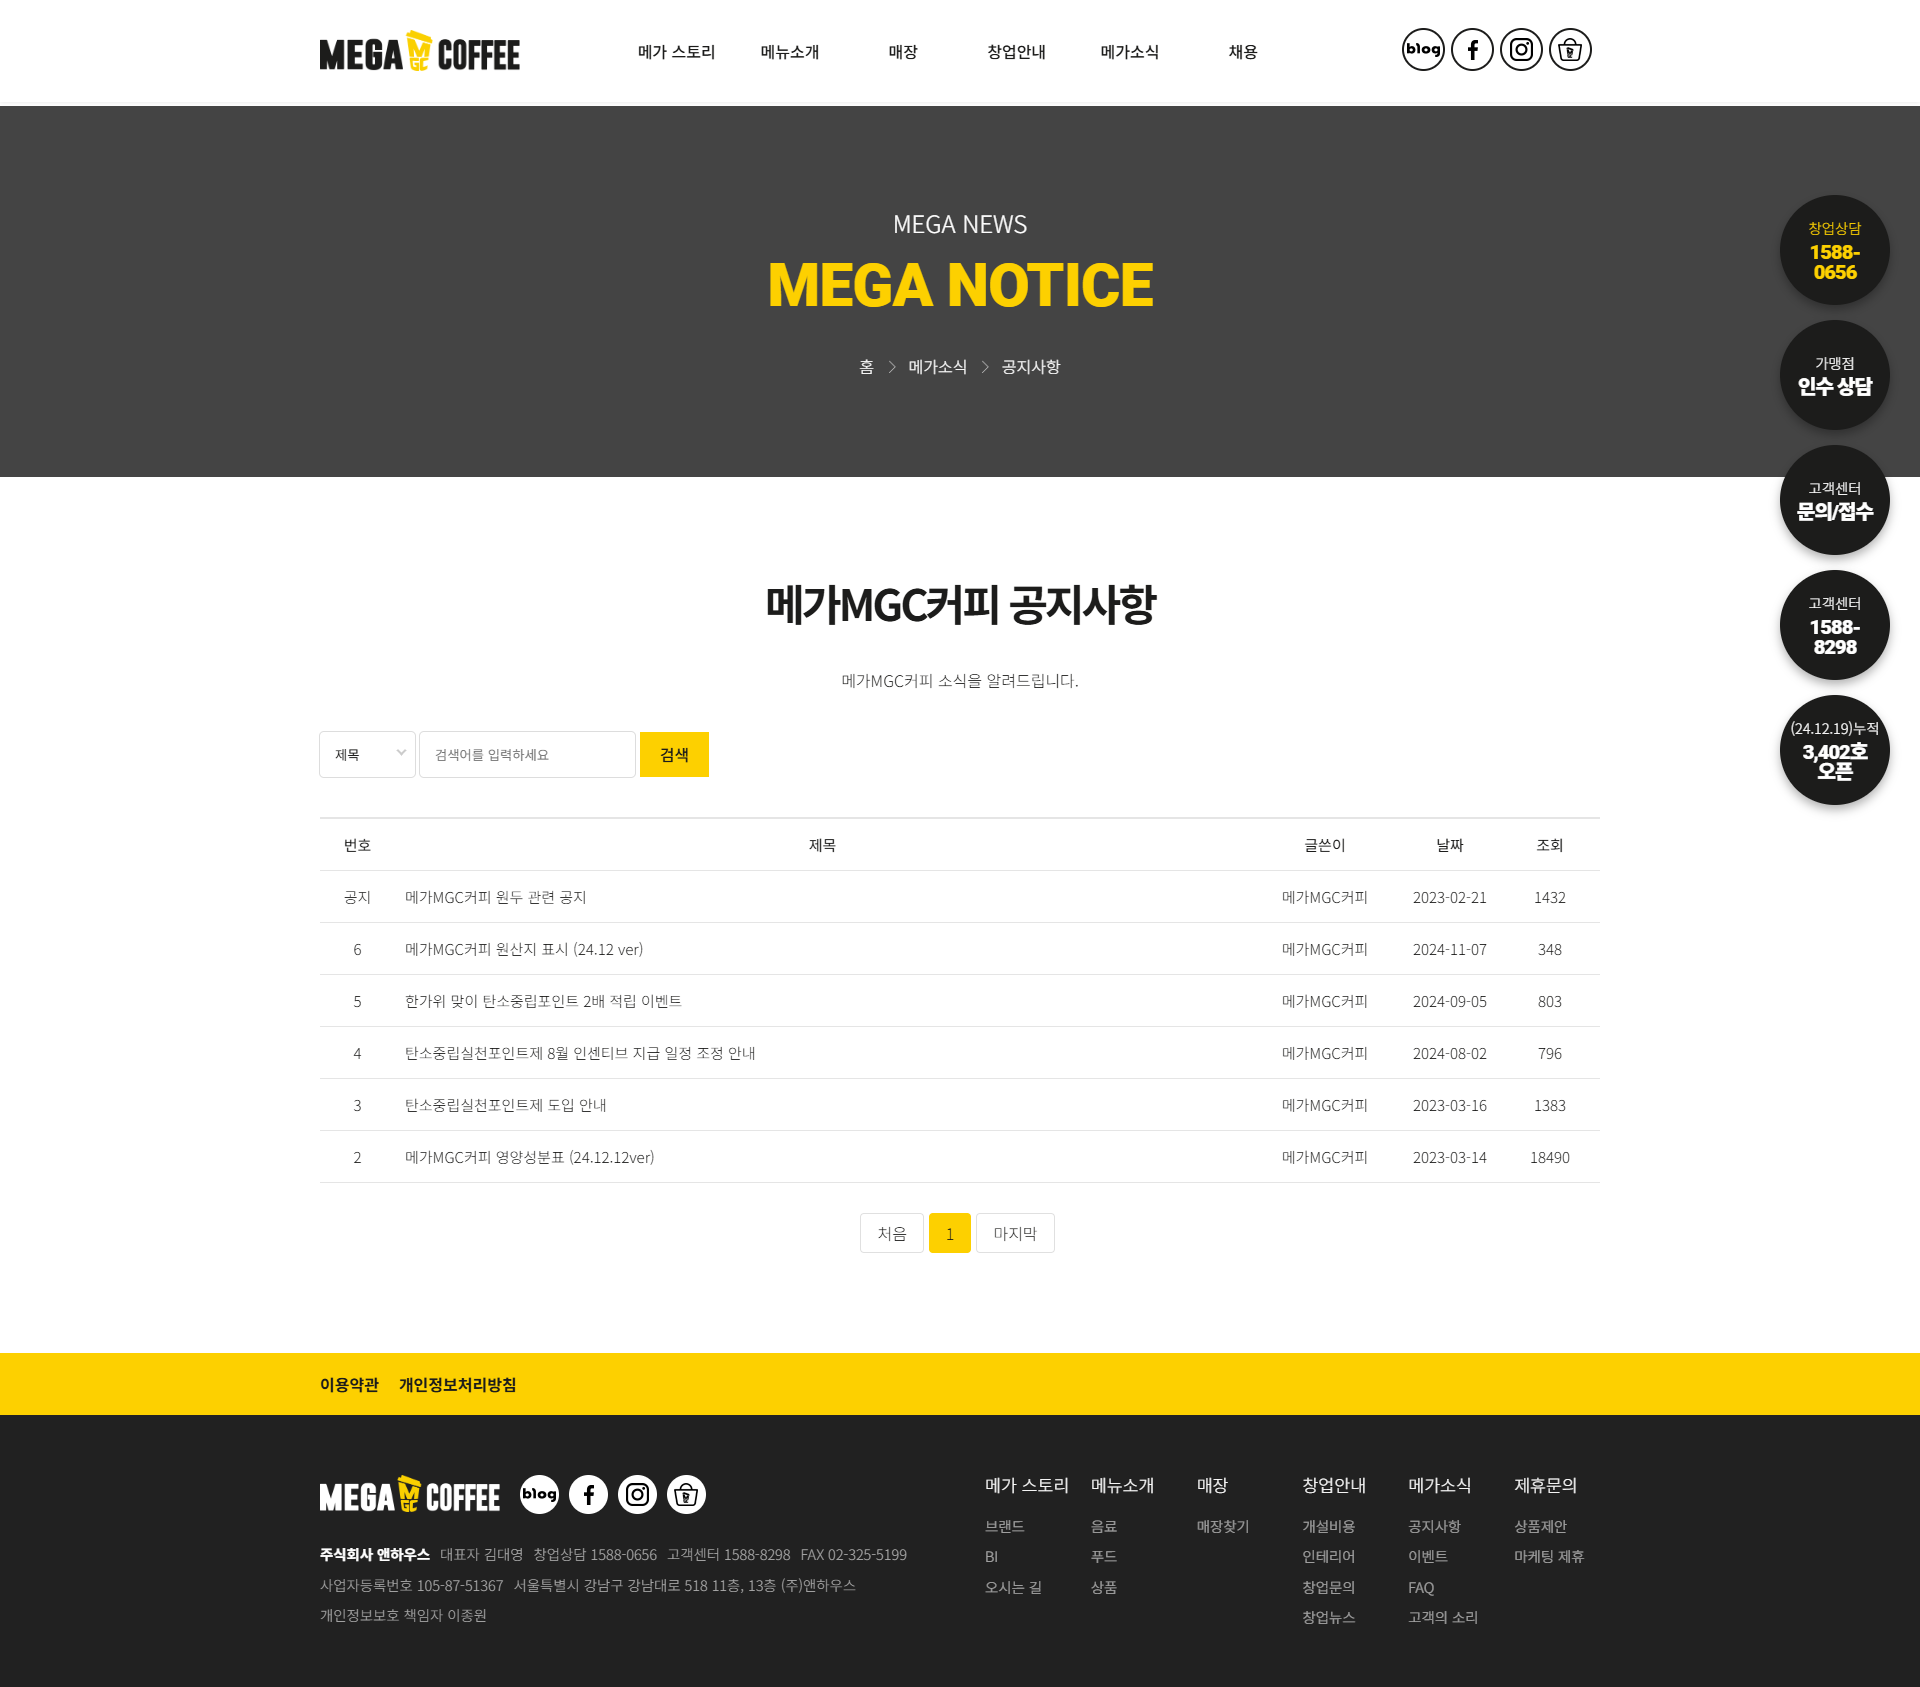 MEGA MGC COFFEE
메가 스토리 메뉴소개 매장 창업안내 메가소식 채용
blog
MEGA NEWS
MEGA NOTICE
홈 > 메가소식 > 공지사항
창업상담
1588-
0656
가맹점
인수 상담
고객센터
문의/접수
고객센터
1588-
8298
(24.12.19)누적
3,402호
오픈
메가MGC커피 공지사항
메가MGC커피 소식을 알려드립니다.
제목 검색어를 입력하세요 검색
번호 제목 글쓴이 날짜 조회
공지 메가MGC커피 원두 관련 공지 메가MGC커피 2023-02-21 1432
6 메가MGC커피 원산지 표시 (24.12 ver) 메가MGC커피 2024-11-07 348
5 한가위 맞이 탄소중립포인트 2배 적립 이벤트 메가MGC커피 2024-09-05 803
4 탄소중립실천포인트제 8월 인센티브 지급 일정 조정 안내 메가MGC커피 2024-08-02 796
3 탄소중립실천포인트제 도입 안내 메가MGC커피 2023-03-16 1383
2 메가MGC커피 영양성분표 (24.12.12ver) 메가MGC커피 2023-03-14 18490
처음 1 마지막
이용약관 개인정보처리방침
MEGA MGC COFFEE blog
주식회사 앤하우스 대표자 김대영 창업상담 1588-0656 고객센터 1588-8298 FAX 02-325-5199
사업자등록번호 105-87-51367 서울특별시 강남구 강남대로 518 11층, 13층 (주)앤하우스
개인정보보호 책임자 이종원
메가 스토리 메뉴소개 매장 창업안내 메가소식 제휴문의
브랜드 음료 매장찾기 개설비용 공지사항 상품제안
BI 푸드 인테리어 이벤트 마케팅 제휴
오시는 길 상품 창업문의 FAQ
창업뉴스 고객의 소리